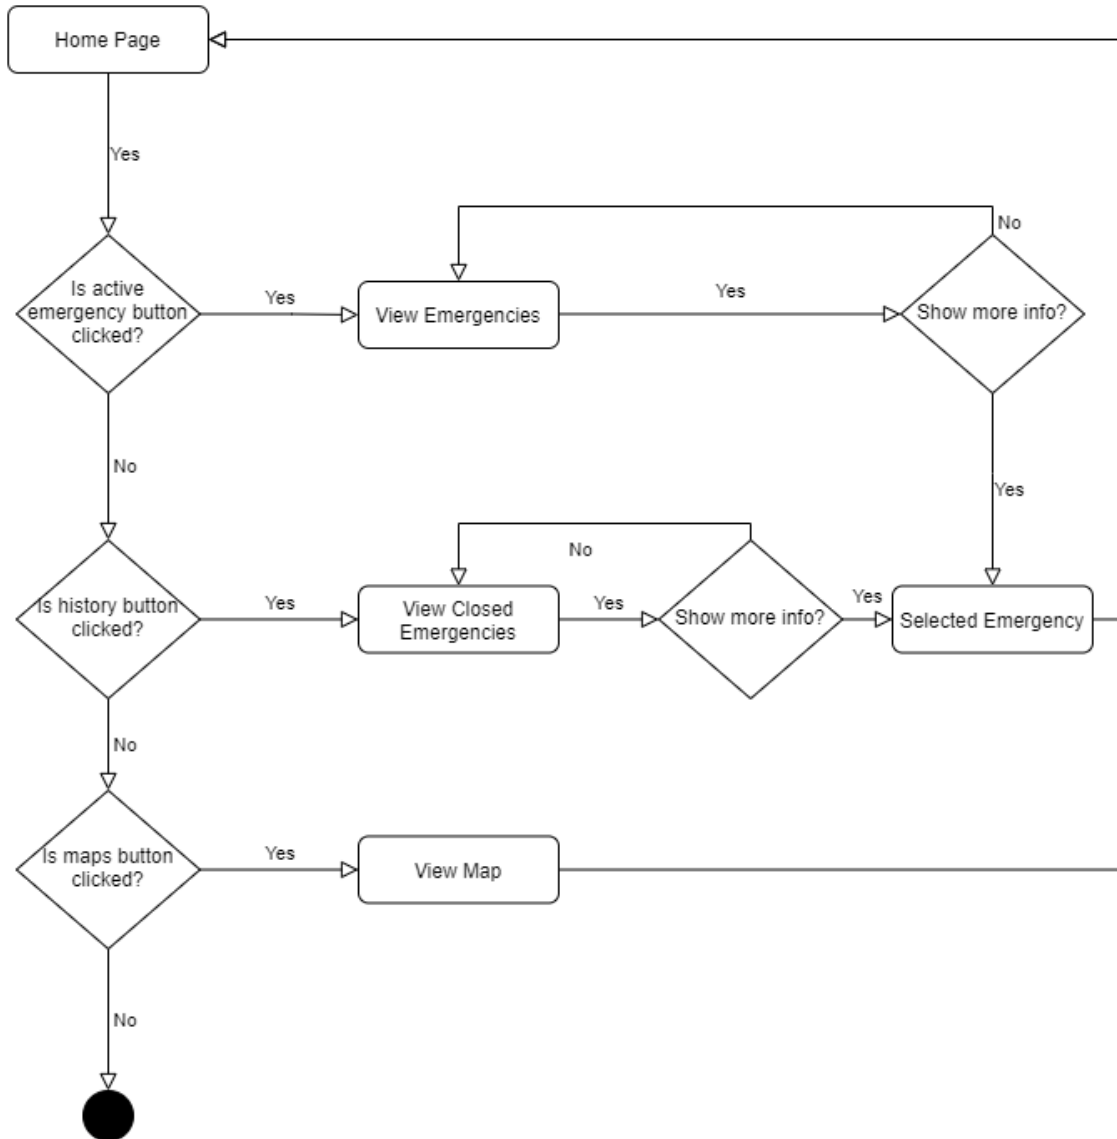 Home Page
Yes
No
Is active
emergency button
clicked?
Yes
View Emergencies
Yes
Show more info?
No
Yes
No
Is history button
clicked?
Yes
View Closed
Emergencies
Yes
Show more info?
Yes
Selected Emergency
No
Is maps button
clicked?
Yes
View Map
No